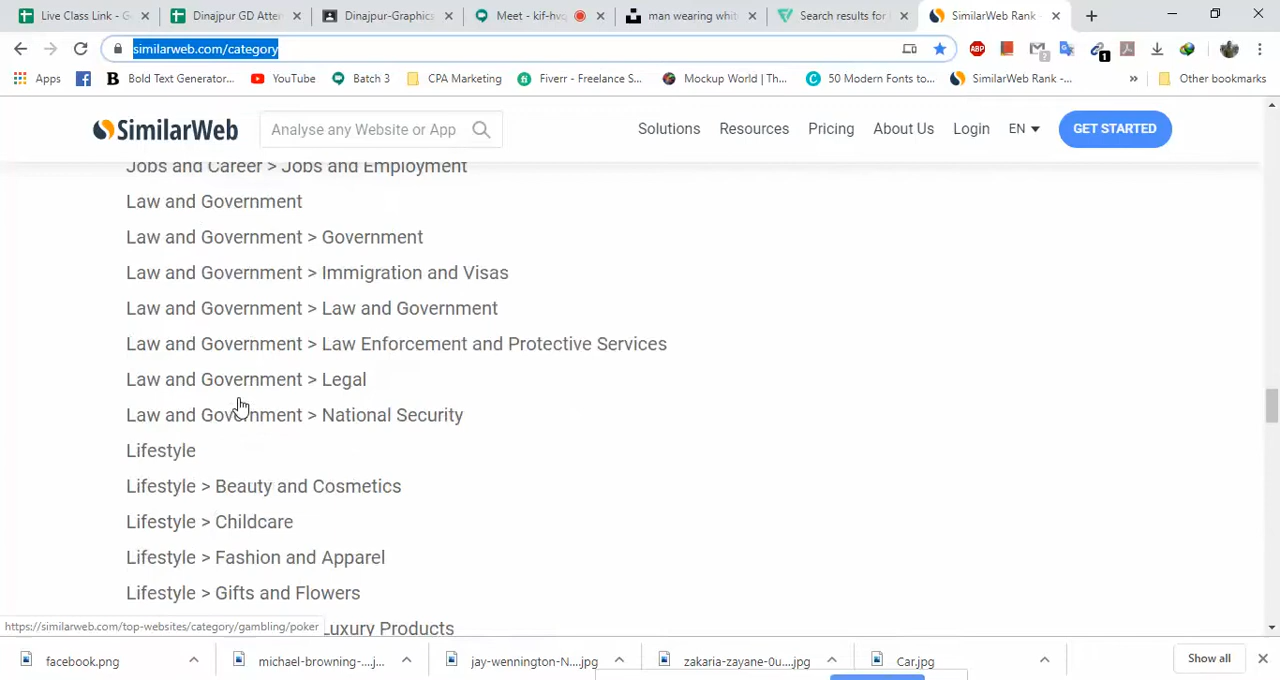 Live Class Link - G
Dinajpur GD Atter
Dinajpur-Graphics
Meet - kif-hvc
man wearing whit
Search results for
SimilarWeb Rank
similarweb.com/category
Apps
Bold Text Generator...
YouTube
Batch 3
CPA Marketing
Fiverr - Freelance S...
Mockup World | Th...
50 Modern Fonts to...
SimilarWeb Rank -...
Other bookmarks
SimilarWeb
Analyse any Website or App
Solutions
Resources
Pricing
About Us
Login
EN
GET STARTED
Jobs and Career > Jobs and Employment
Law and Government
Law and Government > Government
Law and Government > Immigration and Visas
Law and Government > Law and Government
Law and Government > Law Enforcement and Protective Services
Law and Government > Legal
Law and Government > National Security
Lifestyle
Lifestyle > Beauty and Cosmetics
Lifestyle > Childcare
Lifestyle > Fashion and Apparel
Lifestyle > Gifts and Flowers
Luxury Products
https://similarweb.com/top-websites/category/gambling/poker
facebook.png
michael-browning-....j...
jay-wennington-N....jpg
zakaria-zayane-0u....jpg
Car.jpg
Show all